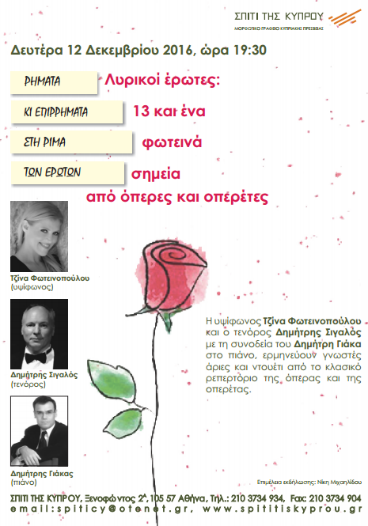 ΣΠΙΤΙ ΤΗΣ ΚΥΠΡΟΥ
ΜΟΡΦΩΤΙΚΟ ΓΡΑΦΕΙΟ ΚΥΠΡΙΑΚΗΣ ΠΡΕΣΒΕΙΑΣ
Δευτέρα 12 Δεκεμβρίου 2016, ώρα 19:30
ΡΗΜΑΤΑ
Λυρικοί έρωτες:
ΚΙ ΕΠΙΡΡΗΜΑΤΑ
13 και ένα
ΣΤΗ ΡΙΜΑ
φωτεινά
ΤΩΝ ΕΡΩΤΩΝ
σημεία
από όπερες και οπερέτες
Τζίνα Φωτεινοπούλου
(υψίφωνος)
Δημήτρης Σιγαλός
(τενόρος)
Δημήτρης Γιάκας
(πιάνο)
Η υψίφωνος Τζίνα Φωτεινοπούλου
και ο τενόρος Δημήτρης Σιγαλός
με τη συνοδεία του Δημήτρη Γιάκα
στο πιάνο, ερμηνεύουν γνωστές
άριες και ντουέτι από το κλασικό
ρεπερτόριο της όπερας και της
οπερέτας.
Επιμέλεια εκδήλωσης: Νίκη Μιχαηλίδου
ΣΠΙΤΙ ΤΗΣ ΚΥΠΡΟΥ, Ξενοφώντος 2Α, 105 57 Αθήνα, Τηλ.: 210 3734 934, Fax: 210 3734 904
email:spiticy@otenet.gr, www.spititiskyprou.gr